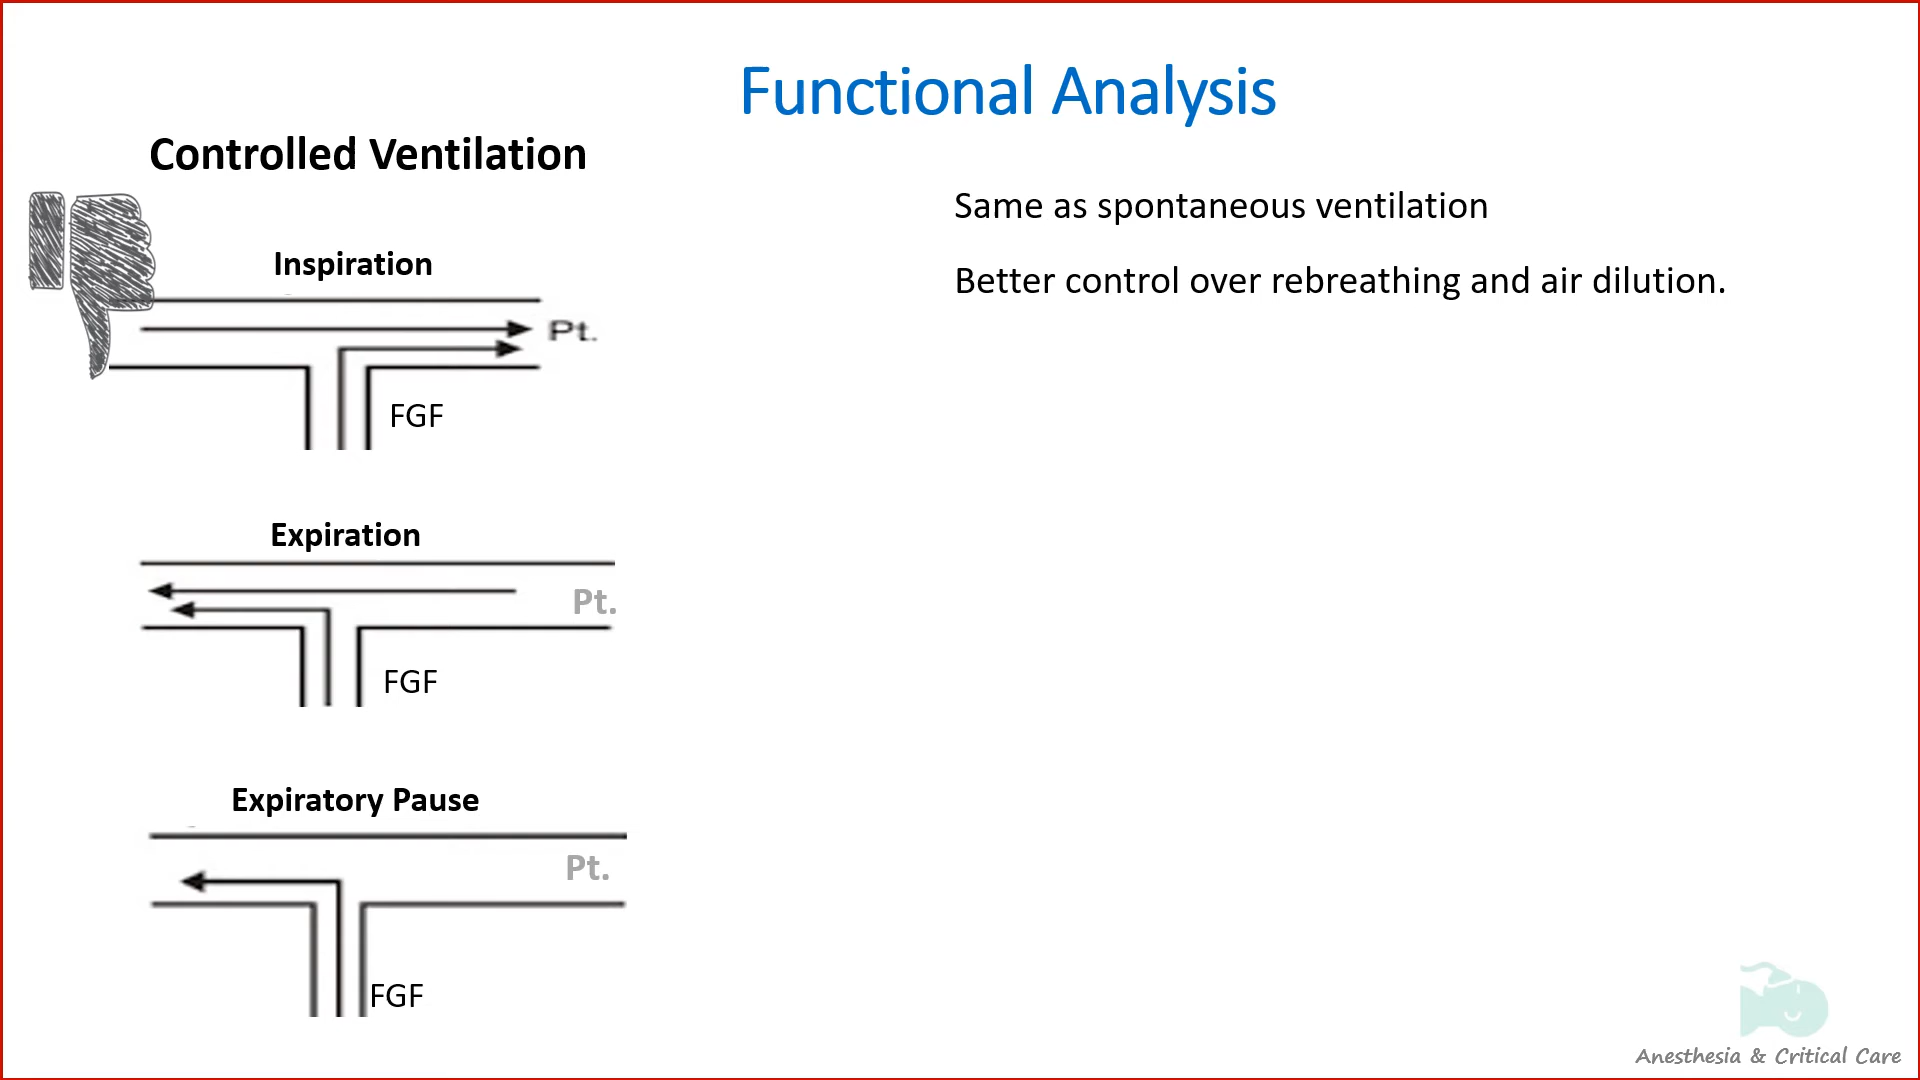 Functional Analysis
Controlled Ventilation
Same as spontaneous ventilation
Better control over rebreathing and air dilution.
Inspiration
Pt.
FGF
Expiration
Pt.
FGF
Expiratory Pause
Pt.
FGF
Anesthesia & Critical Care